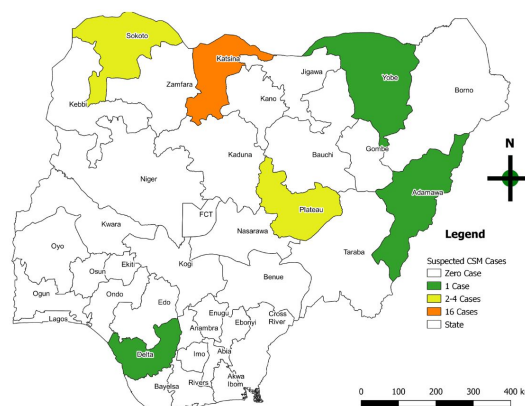 Sokoto
Katsina
Jigawa
Yobe
Zamfara
Borno
Kebbi
Kano
Gombe
Kaduna
Bauchi
Niger
Adamawa
FCT
Plateau
Nasarawa
Kwara
Taraba
Oyo
Kogi
Ekiti
Osun
Benue
Ogun
Ondo
Edo
Lagos
Enugu
Cross
River
Anambra
Ebonyi
Delta
Imo
Abia
Bayelsa
Rivers
Akwa
Ibom
N
Legend
Suspected CSM Cases
Zero Case
1 Case
2-4 Cases
16 Cases
State
0 100 200 300 400 k